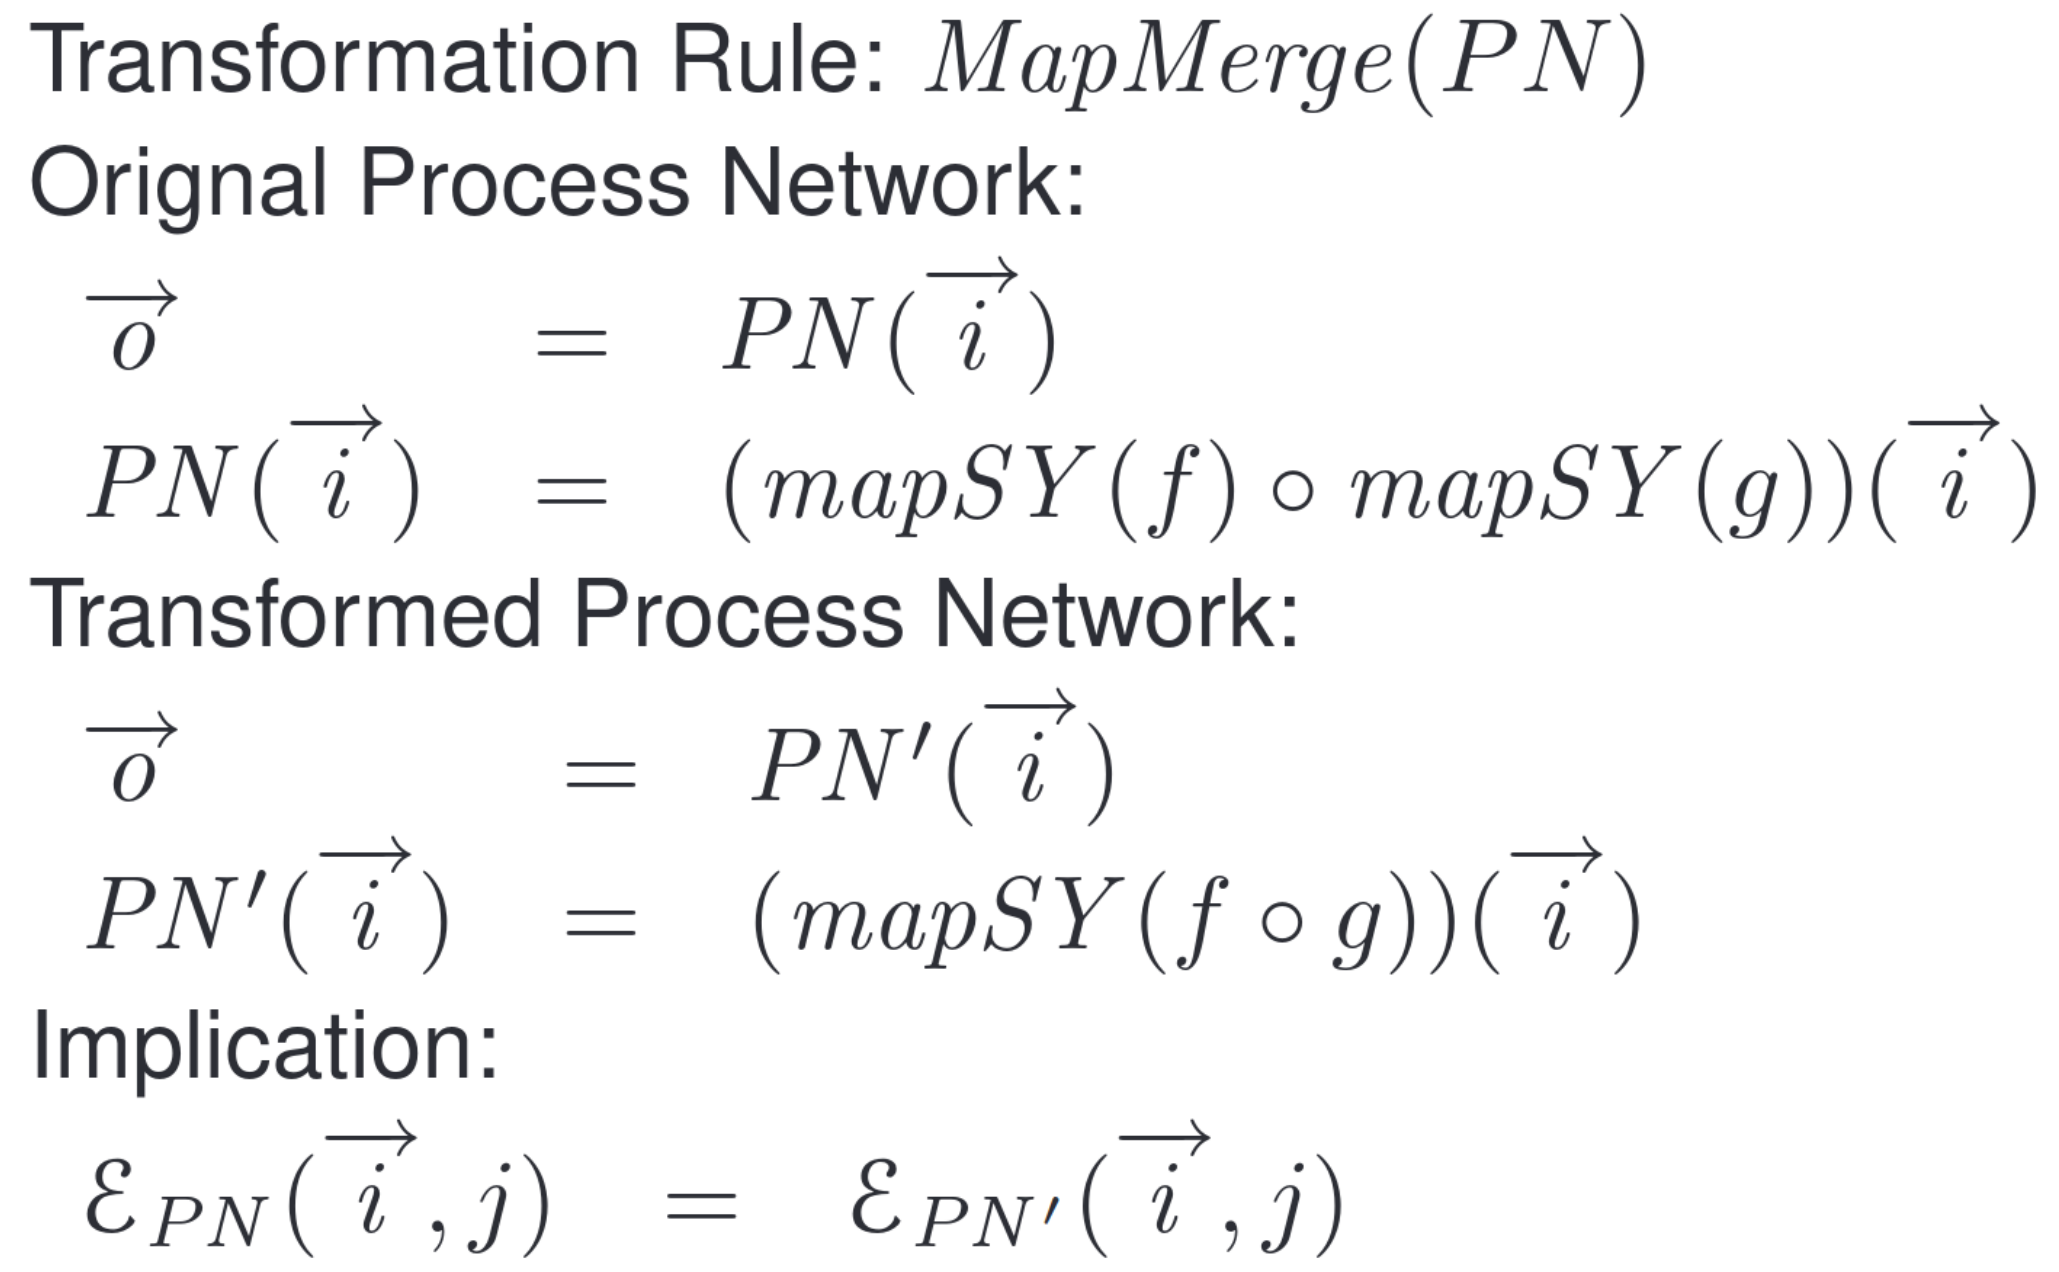 Transformation Rule: MapMerge(PN)
Orignal Process Network:
$\overrightarrow{o} = PN(\overrightarrow{i})$
$PN(\overrightarrow{i}) = (mapSY(f) \circ mapSY(g))(\overrightarrow{i})$
Transformed Process Network:
$\overrightarrow{o} = PN'(\overrightarrow{i})$
$PN'(\overrightarrow{i}) = (mapSY(f \circ g))(\overrightarrow{i})$
Implication:
$\mathcal{E}_{PN}(\overrightarrow{i}, j) = \mathcal{E}_{PN'}(\overrightarrow{i}, j)$